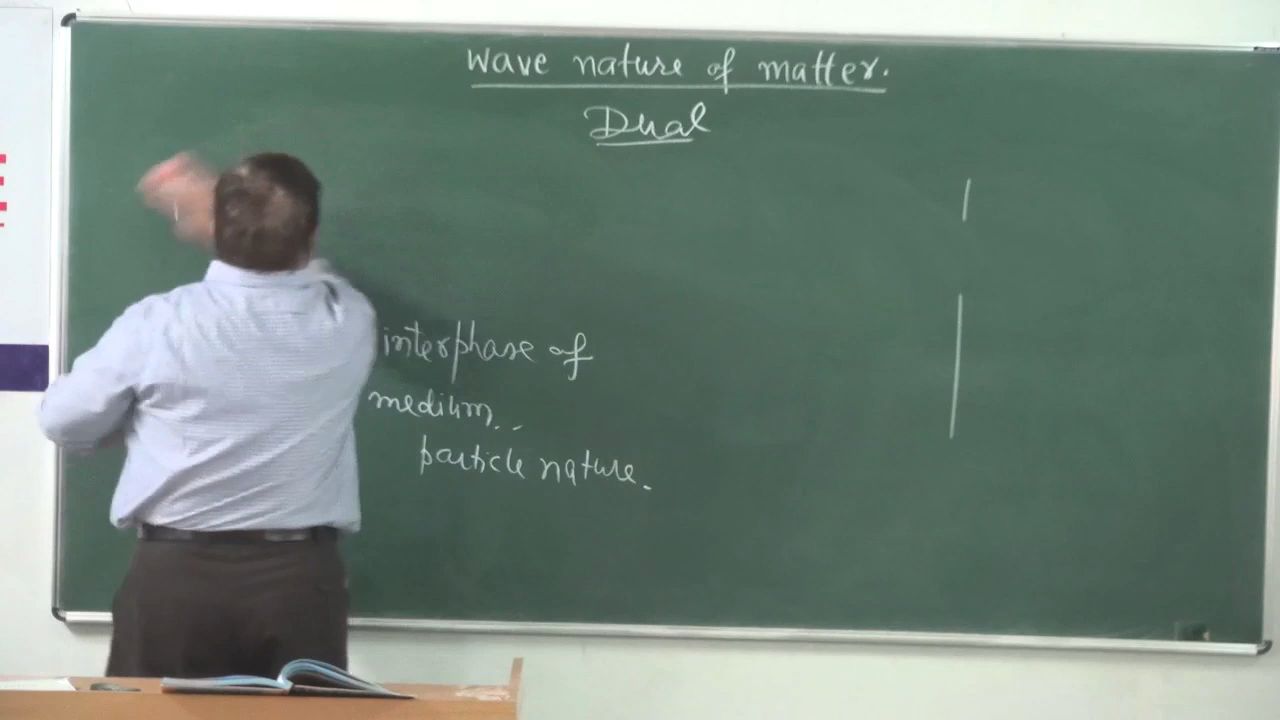 Wave nature of matter.
Dual
interphase of
medium..
particle nature.